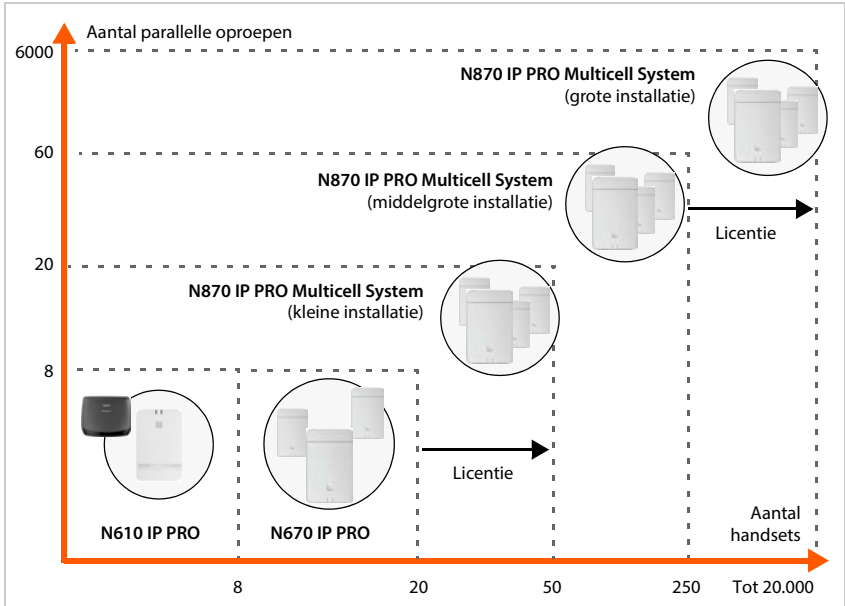 Aantal parallelle oproepen
6000
N870 IP PRO Multicell System
(grote installatie)
60
N870 IP PRO Multicell System
(middelgrote installatie)
Licentie
20
N870 IP PRO Multicell System
(kleine installatie)
8
Licentie
N610 IP PRO
N670 IP PRO
Aantal
handsets
8
20
50
250
Tot 20.000